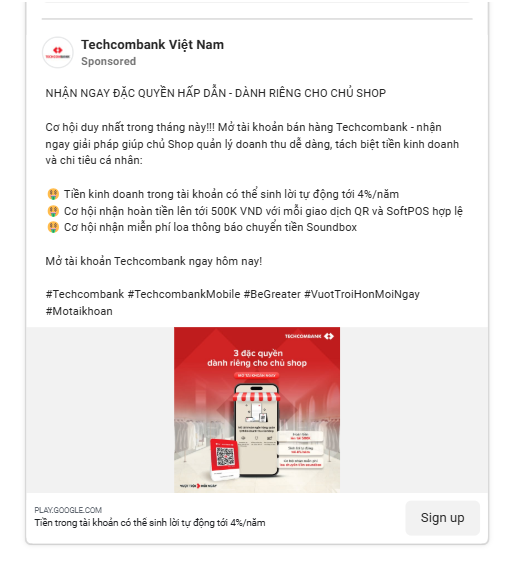 Techcombank Việt Nam
Sponsored
NHẬN NGAY ĐẶC QUYỀN HẤP DẪN - DÀNH RIÊNG CHO CHỦ SHOP
Cơ hội duy nhất trong tháng này!!! Mở tài khoản bán hàng Techcombank - nhận
ngay giải pháp giúp chủ Shop quản lý doanh thu dễ dàng, tách biệt tiền kinh doanh
và chi tiêu cá nhân:
🤑 Tiền kinh doanh trong tài khoản có thể sinh lời tự động tới 4%/năm
🤑 Cơ hội nhận hoàn tiền lên tới 500K VND với mỗi giao dịch QR và SoftPOS hợp lệ
🤑 Cơ hội nhận miễn phí loa thông báo chuyển tiền Soundbox
Mở tài khoản Techcombank ngay hôm nay!
#Techcombank #TechcombankMobile #BeGreater #VuotTroiHonMoiNgay
#Motaikhoan
TECHCOMBANK
3 đặc quyền
dành riêng cho chủ shop
MỞ TÀI KHOẢN NGAY
PLAY.GOOGLE.COM
Tiền trong tài khoản có thể sinh lời tự động tới 4%/năm
Sign up